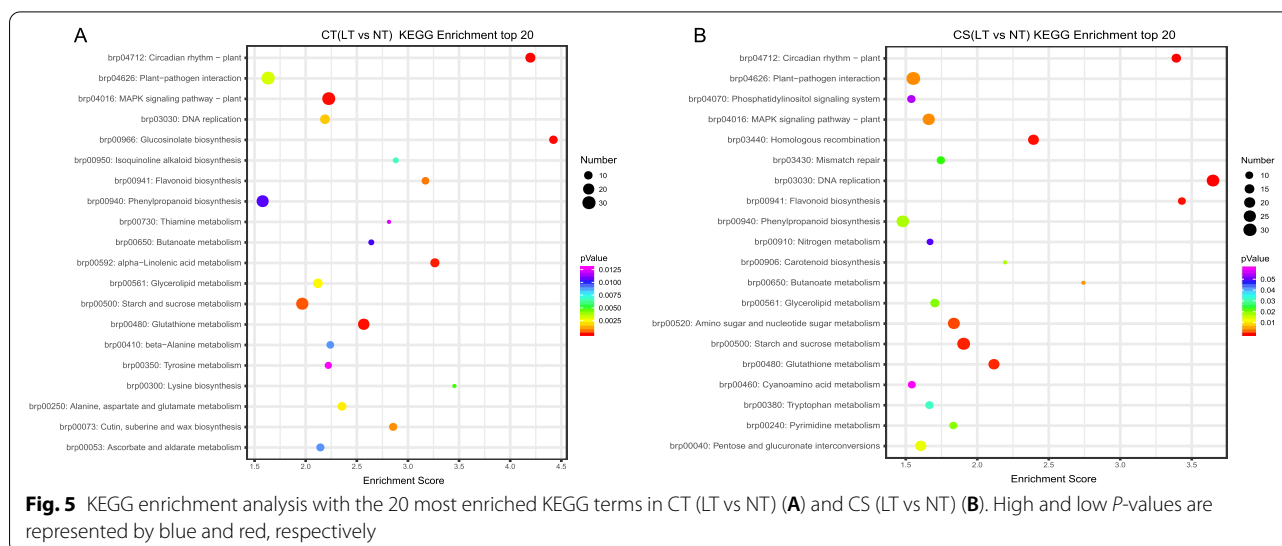 A
CT(LT vs NT) KEGG Enrichment top 20
brp04712: Circadian rhythm − plant
brp04626: Plant−pathogen interaction
brp04016: MAPK signaling pathway − plant
brp03030: DNA replication
brp00966: Glucosinolate biosynthesis
brp00950: Isoquinoline alkaloid biosynthesis
brp00941: Flavonoid biosynthesis
brp00940: Phenylpropanoid biosynthesis
brp00730: Thiamine metabolism
brp00650: Butanoate metabolism
brp00592: alpha−Linolenic acid metabolism
brp00561: Glycerolipid metabolism
brp00500: Starch and sucrose metabolism
brp00480: Glutathione metabolism
brp00410: beta−Alanine metabolism
brp00350: Tyrosine metabolism
brp00300: Lysine biosynthesis
brp00250: Alanine, aspartate and glutamate metabolism
brp00073: Cutin, suberine and wax biosynthesis
brp00053: Ascorbate and aldarate metabolism
1.5 2.0 2.5 3.0 3.5 4.0 4.5
Enrichment Score
Number
10
20
30
pValue
0.0125
0.0100
0.0075
0.0050
0.0025
B
CS(LT vs NT) KEGG Enrichment top 20
brp04712: Circadian rhythm − plant
brp04626: Plant−pathogen interaction
brp04070: Phosphatidylinositol signaling system
brp04016: MAPK signaling pathway − plant
brp03440: Homologous recombination
brp03430: Mismatch repair
brp03030: DNA replication
brp00941: Flavonoid biosynthesis
brp00940: Phenylpropanoid biosynthesis
brp00910: Nitrogen metabolism
brp00906: Carotenoid biosynthesis
brp00650: Butanoate metabolism
brp00561: Glycerolipid metabolism
brp00520: Amino sugar and nucleotide sugar metabolism
brp00500: Starch and sucrose metabolism
brp00480: Glutathione metabolism
brp00460: Cyanoamino acid metabolism
brp00380: Tryptophan metabolism
brp00240: Pyrimidine metabolism
brp00040: Pentose and glucuronate interconversions
1.5 2.0 2.5 3.0 3.5
Enrichment Score
Number
10
15
20
25
30
pValue
0.05
0.04
0.03
0.02
0.01
Fig. 5 KEGG enrichment analysis with the 20 most enriched KEGG terms in CT (LT vs NT) (A) and CS (LT vs NT) (B). High and low P-values are
represented by blue and red, respectively